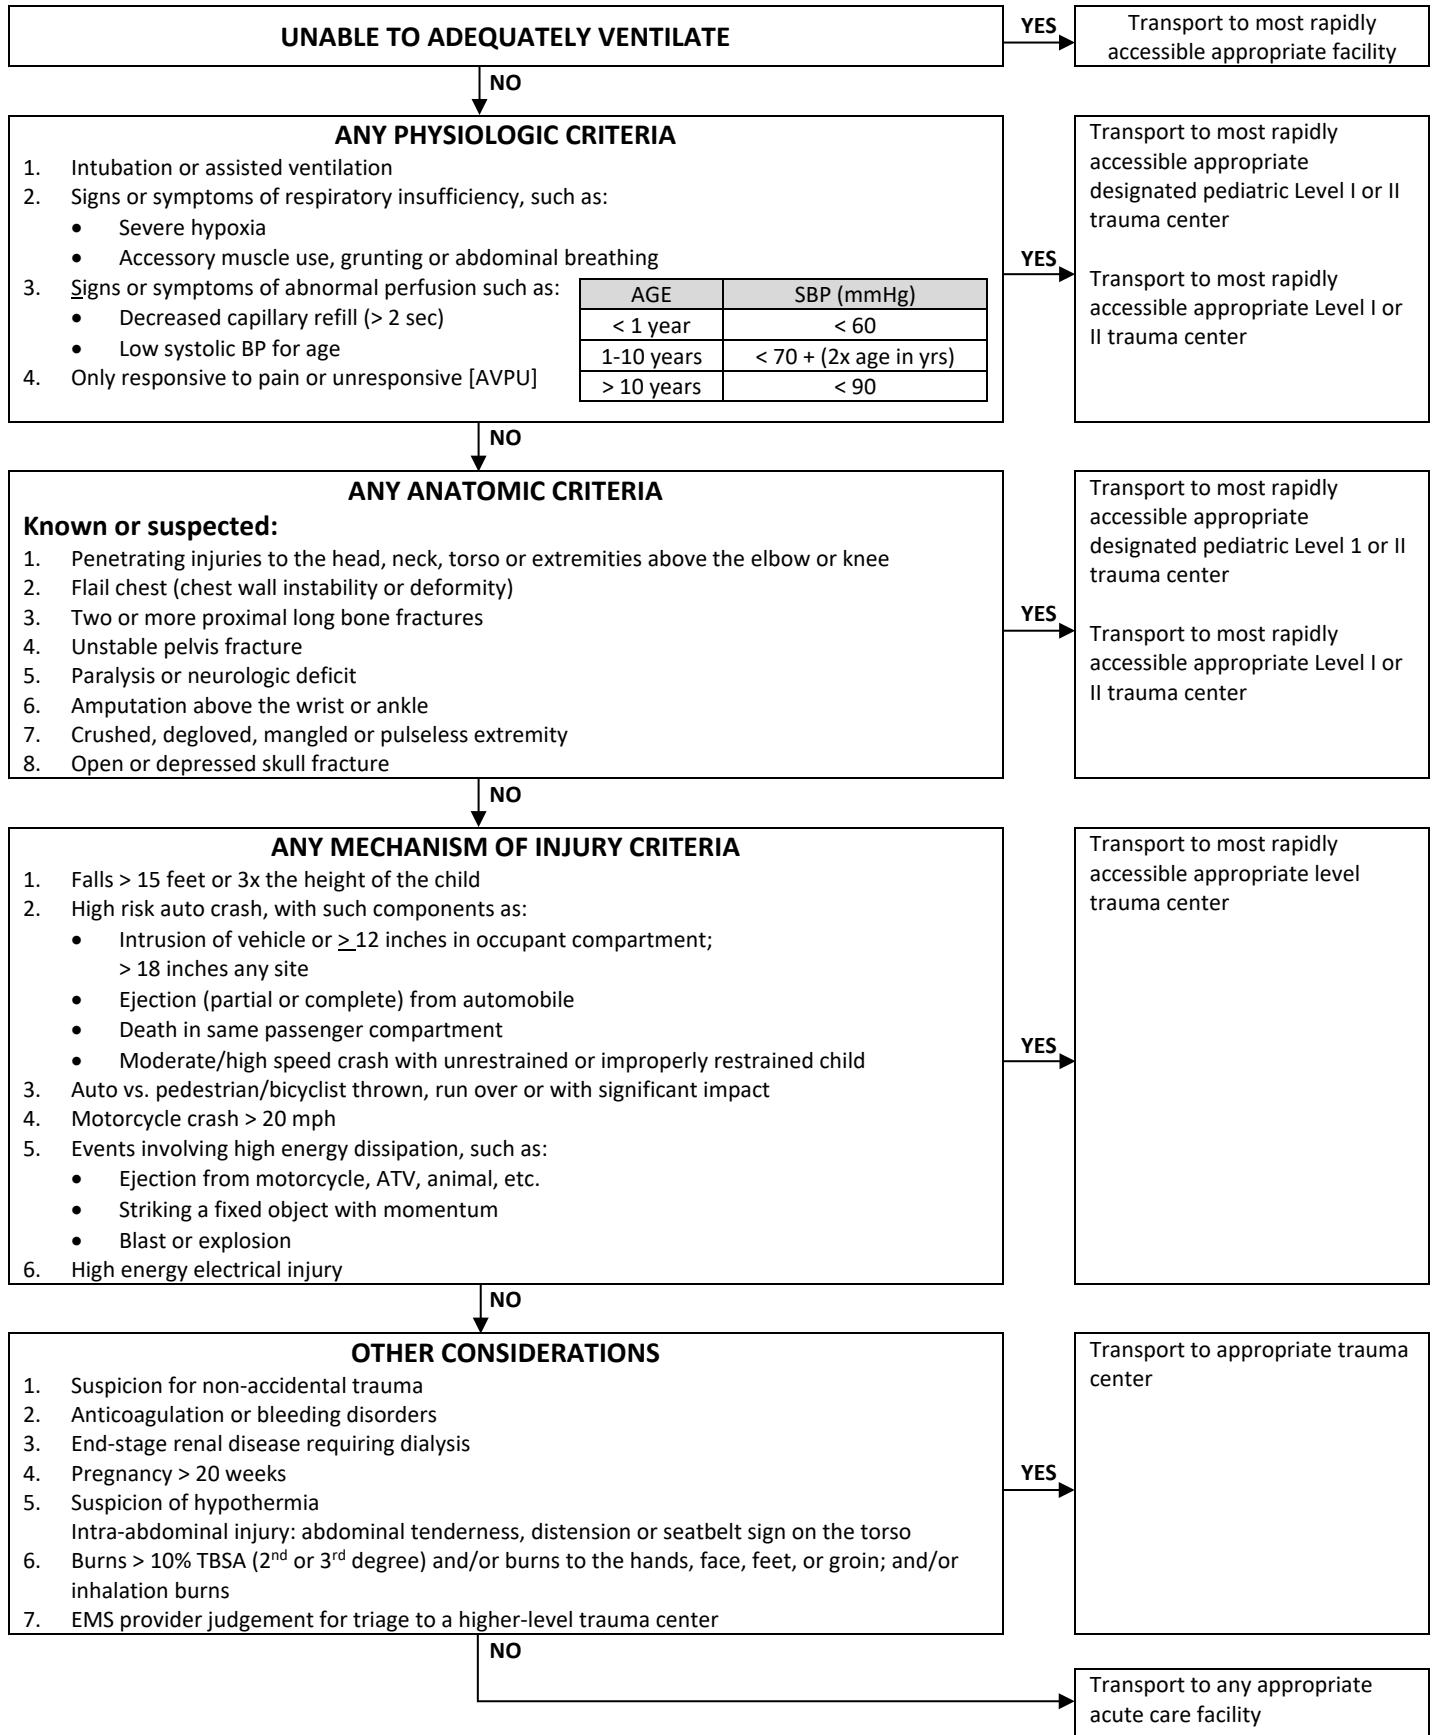 UNABLE TO ADEQUATELY VENTILATE
YES
Transport to most rapidly
accessible appropriate facility
NO
ANY PHYSIOLOGIC CRITERIA
1. Intubation or assisted ventilation
2. Signs or symptoms of respiratory insufficiency, such as:
• Severe hypoxia
• Accessory muscle use, grunting or abdominal breathing
3. Signs or symptoms of abnormal perfusion such as:
• Decreased capillary refill (> 2 sec)
• Low systolic BP for age
4. Only responsive to pain or unresponsive [AVPU]
AGE SBP (mmHg)
< 1 year < 60
1-10 years < 70 + (2x age in yrs)
> 10 years < 90
YES
Transport to most rapidly
accessible appropriate
designated pediatric Level I or II
trauma center
Transport to most rapidly
accessible appropriate Level I or
II trauma center
NO
ANY ANATOMIC CRITERIA
Known or suspected:
1. Penetrating injuries to the head, neck, torso or extremities above the elbow or knee
2. Flail chest (chest wall instability or deformity)
3. Two or more proximal long bone fractures
4. Unstable pelvis fracture
5. Paralysis or neurologic deficit
6. Amputation above the wrist or ankle
7. Crushed, degloved, mangled or pulseless extremity
8. Open or depressed skull fracture
YES
Transport to most rapidly
accessible appropriate
designated pediatric Level 1 or II
trauma center
Transport to most rapidly
accessible appropriate Level I or
II trauma center
NO
ANY MECHANISM OF INJURY CRITERIA
1. Falls > 15 feet or 3x the height of the child
2. High risk auto crash, with such components as:
• Intrusion of vehicle or > 12 inches in occupant compartment;
> 18 inches any site
• Ejection (partial or complete) from automobile
• Death in same passenger compartment
• Moderate/high speed crash with unrestrained or improperly restrained child
3. Auto vs. pedestrian/bicyclist thrown, run over or with significant impact
4. Motorcycle crash > 20 mph
5. Events involving high energy dissipation, such as:
• Ejection from motorcycle, ATV, animal, etc.
• Striking a fixed object with momentum
• Blast or explosion
6. High energy electrical injury
YES
Transport to most rapidly
accessible appropriate level
trauma center
NO
OTHER CONSIDERATIONS
1. Suspicion for non-accidental trauma
2. Anticoagulation or bleeding disorders
3. End-stage renal disease requiring dialysis
4. Pregnancy > 20 weeks
5. Suspicion of hypothermia
Intra-abdominal injury: abdominal tenderness, distension or seatbelt sign on the torso
6. Burns > 10% TBSA (2nd or 3rd degree) and/or burns to the hands, face, feet, or groin; and/or
inhalation burns
7. EMS provider judgement for triage to a higher-level trauma center
YES
Transport to appropriate trauma
center
NO
Transport to any appropriate
acute care facility